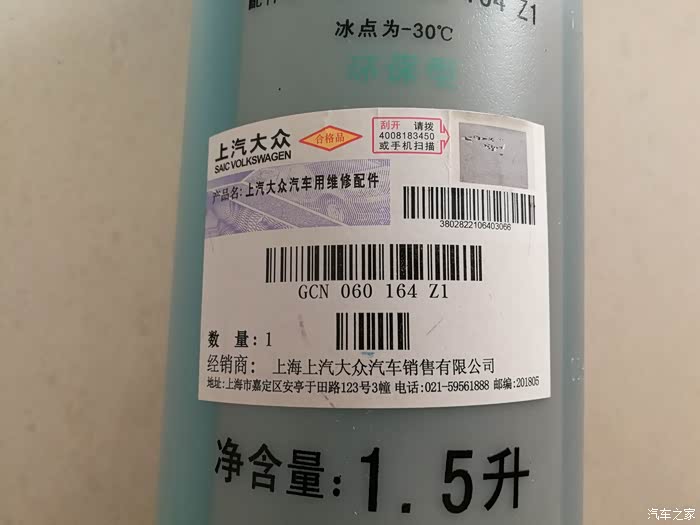 164 Z1
冰点为-30℃
环保型
上汽大众
SAIC VOLKSWAGEN
合格品
刮开 请拨
4008183450
或手机扫描
产品名: 上汽大众汽车用维修配件
3802822106403066
GCN 060 164 Z1
数 量: 1
经销商: 上海上汽大众汽车销售有限公司
地址: 上海市嘉定区安亭于田路123号3幢 电话: 021-59561888 邮编: 201805
净含量: 1.5升
汽车之家